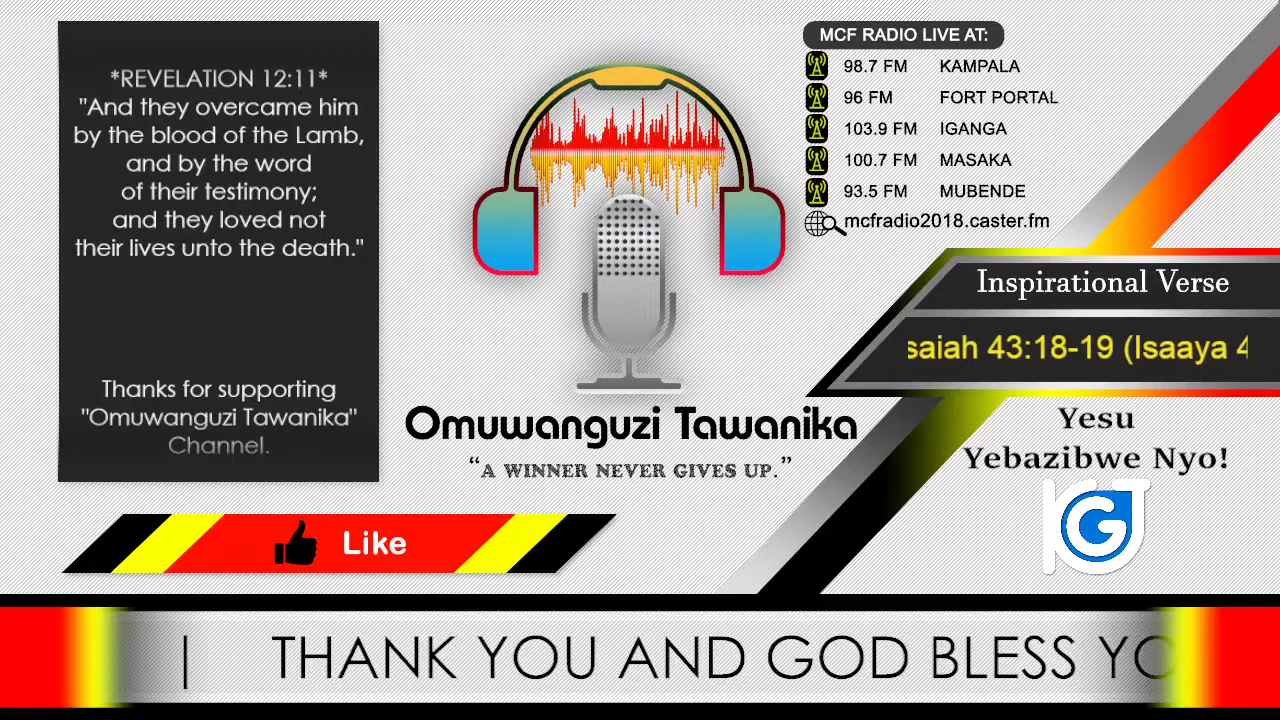 *REVELATION 12:11*
"And they overcame him
by the blood of the Lamb,
and by the word
of their testimony;
and they loved not
their lives unto the death."
Thanks for supporting
"Omuwanguzi Tawanika"
Channel.
Omuwanguzi Tawanika
“A WINNER NEVER GIVES UP.”
MCF RADIO LIVE AT:
98.7 FM KAMPALA
96 FM FORT PORTAL
103.9 FM IGANGA
100.7 FM MASAKA
93.5 FM MUBENDE
mcfradio2018.caster.fm
Inspirational Verse
saiah 43:18-19 (Isaaya 4
Yesu
Yebazibwe Nyo!
Like
| THANK YOU AND GOD BLESS YO